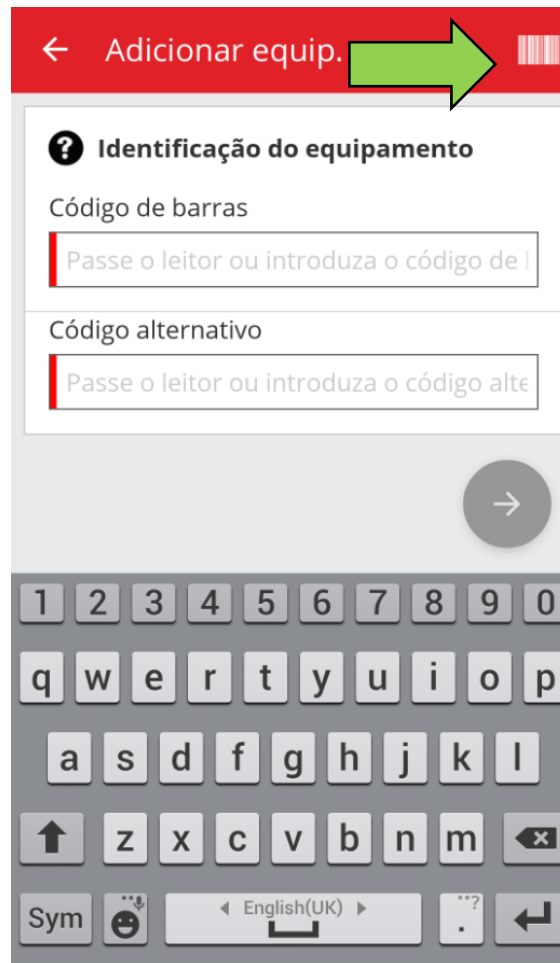 Adicionar equip.
Identificação do equipamento
Código de barras
Passe o leitor ou introduza o código de
Código alternativo
Passe o leitor ou introduza o código alte
1 2 3 4 5 6 7 8 9 0
q w e r t y u i o p
a s d f g h j k l
z x c v b n m
Sym English(UK) . ?